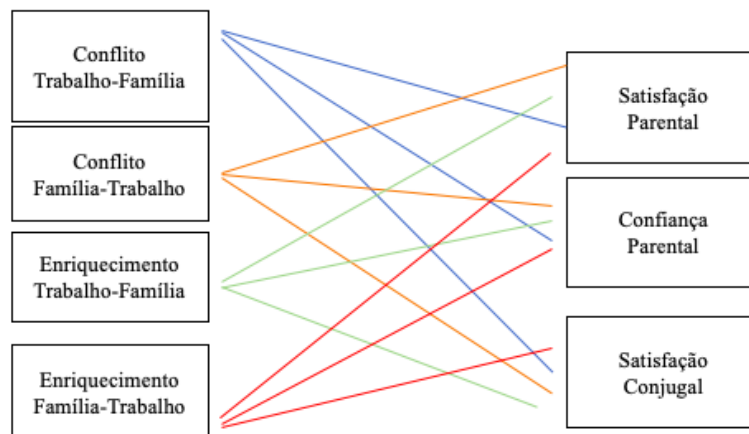 Conflito
Trabalho-Família
Conflito
Família-Trabalho
Enriquecimento
Trabalho-Família
Enriquecimento
Família-Trabalho
Satisfação
Parental
Confiança
Parental
Satisfação
Conjugal